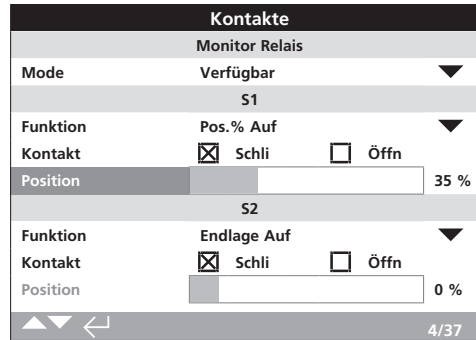 Kontakte
Monitor Relais
Mode Verfügbar
S1
Funktion Pos.% Auf
Kontakt Schli Öffn
Position 35 %
S2
Funktion Endlage Auf
Kontakt Schli Öffn
Position 0 %
4/37